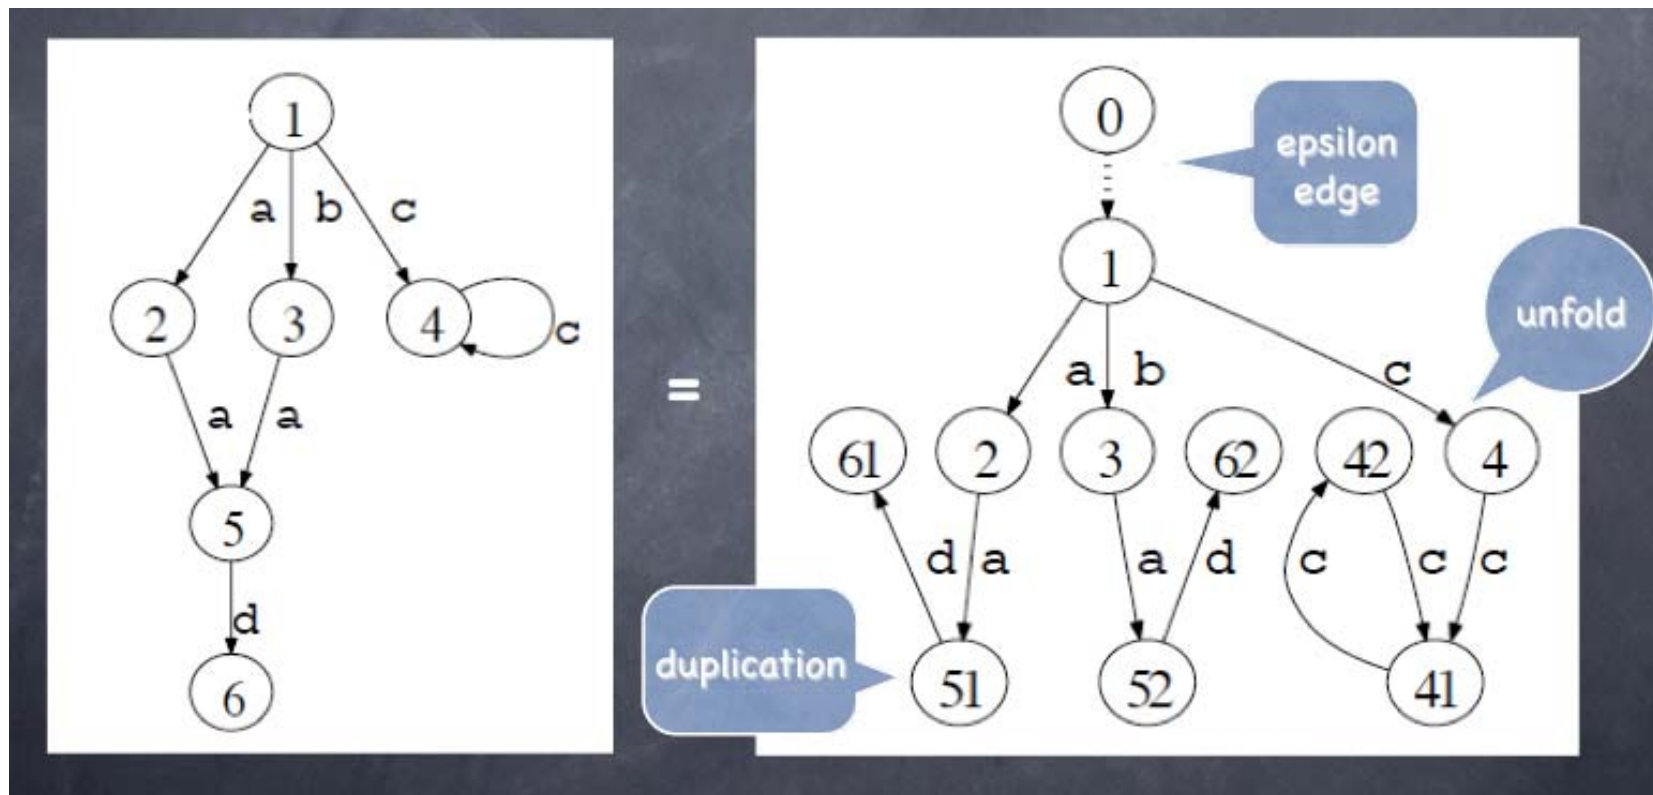 1
a b c
2 3 4 c
a a
5
d
6
=
0
epsilon
edge
1
unfold
a b c
61 2 3 62 42 4
d a a d c c c
duplication
51 52 41